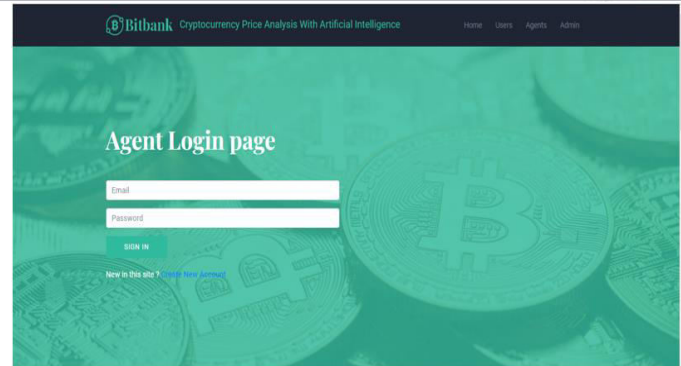 Bitbank Cryptocurrency Price Analysis With Artificial Intelligence
Home Users Agents Admin
Agent Login page
Email
Password
SIGN IN
New in this site ? Create New Account